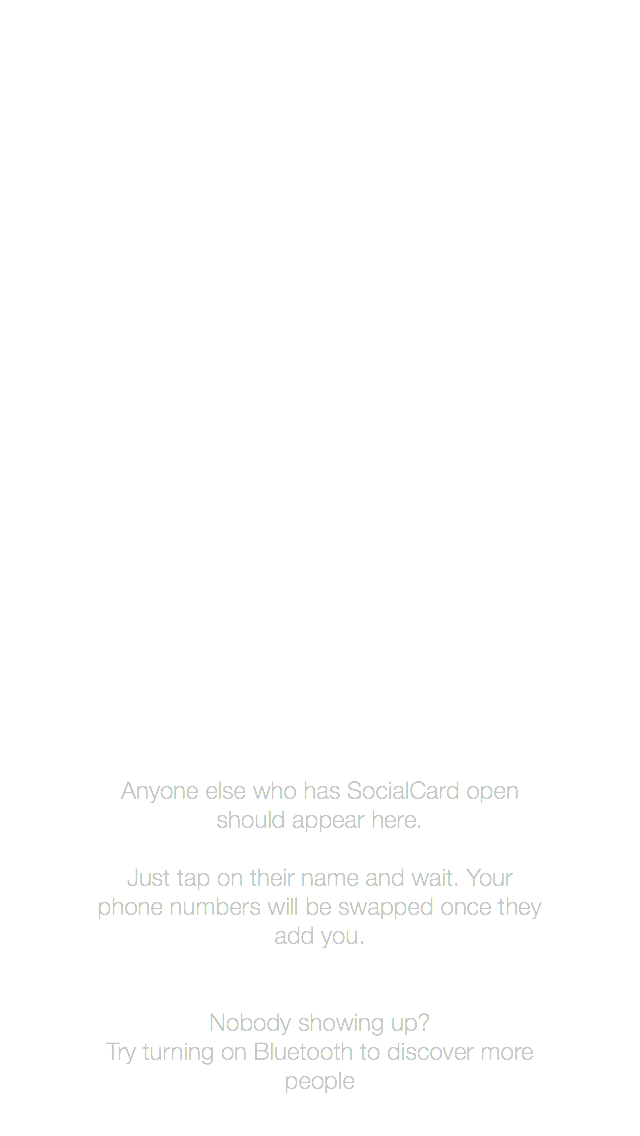 Anyone else who has SocialCard open
should appear here.
Just tap on their name and wait. Your
phone numbers will be swapped once they
add you.
Nobody showing up?
Try turning on Bluetooth to discover more
people